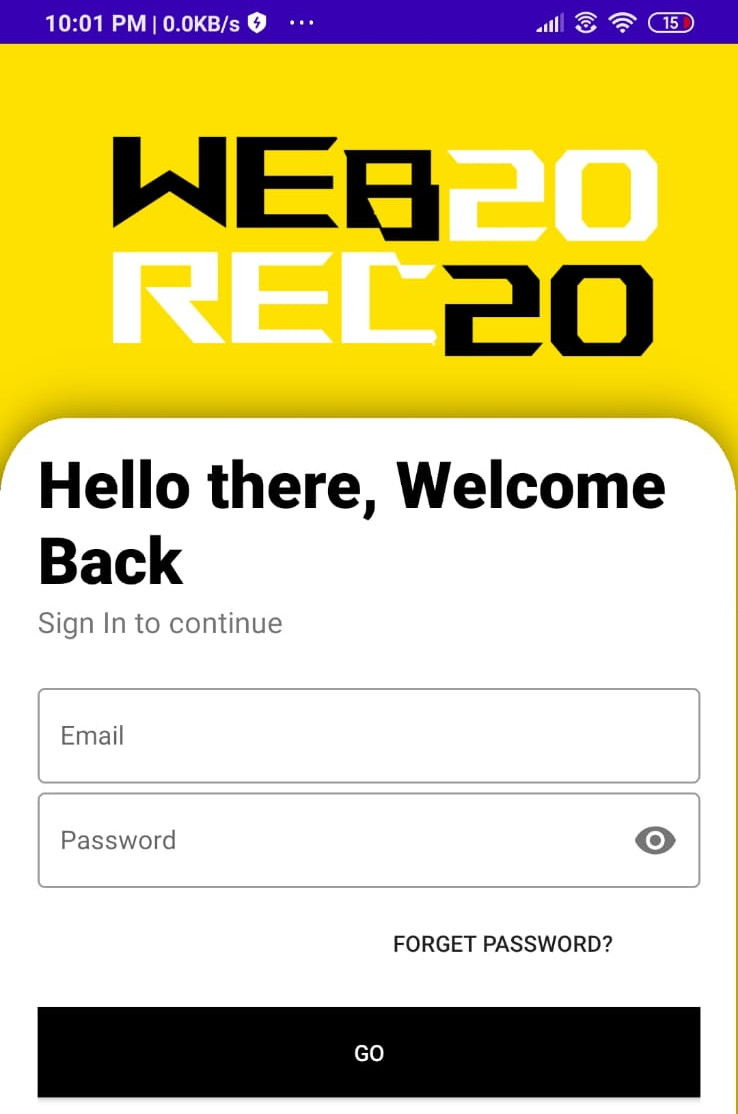 10:01 PM | 0.0KB/s ...
15
WEB20
REC20
Hello there, Welcome
Back
Sign In to continue
Email
Password
FORGET PASSWORD?
GO